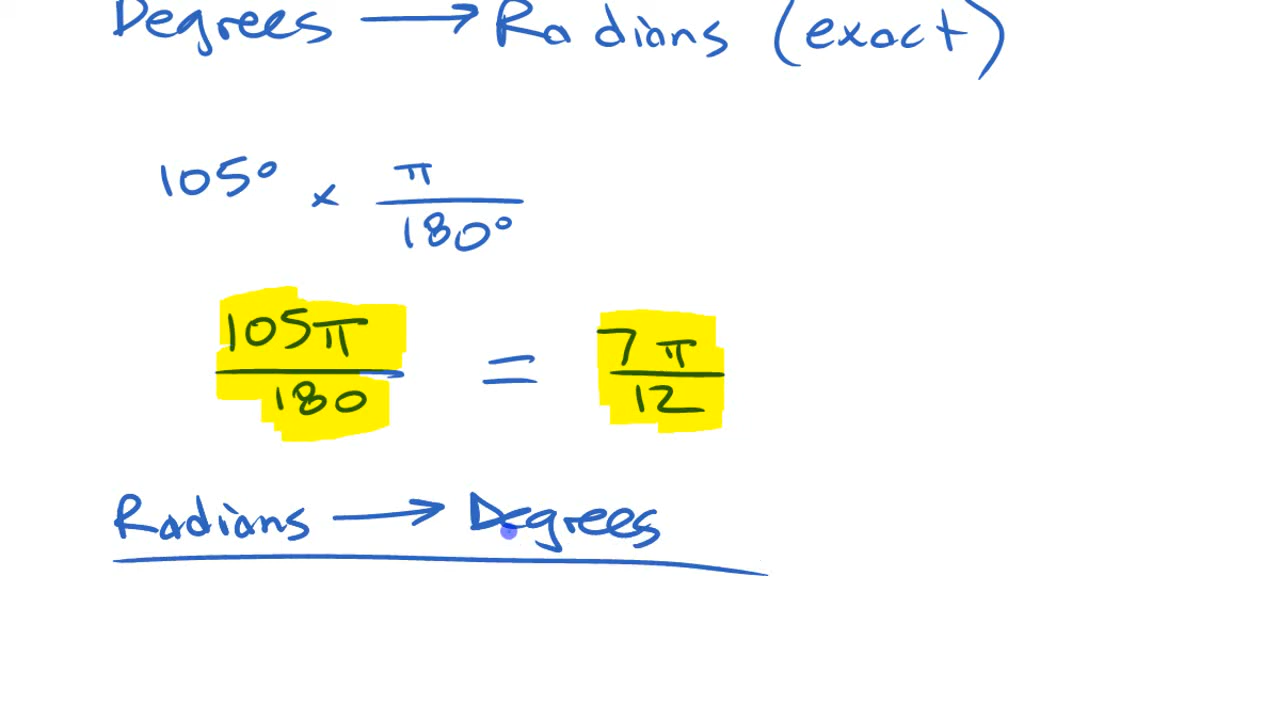 Degrees → Radians (exact)
105° × π/180°
105π/180 = 7π/12
Radians → Degrees